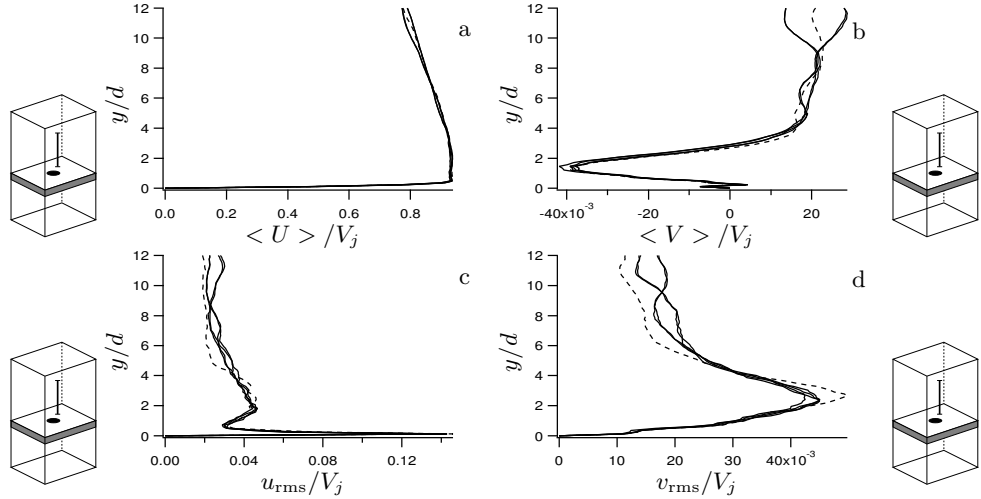 a
12
10
8
6
4
2
0
y/d
0.0 0.2 0.4 0.6 0.8
< U > /V_j
b
12
10
8
6
4
2
0
y/d
-40x10⁻³ -20 0 20
< V > /V_j
c
12
10
8
6
4
2
0
y/d
0.04 0.08 0.12
u_rms/V_j
d
12
10
8
6
4
2
0
y/d
0 10 20 30 40x10⁻³
v_rms/V_j